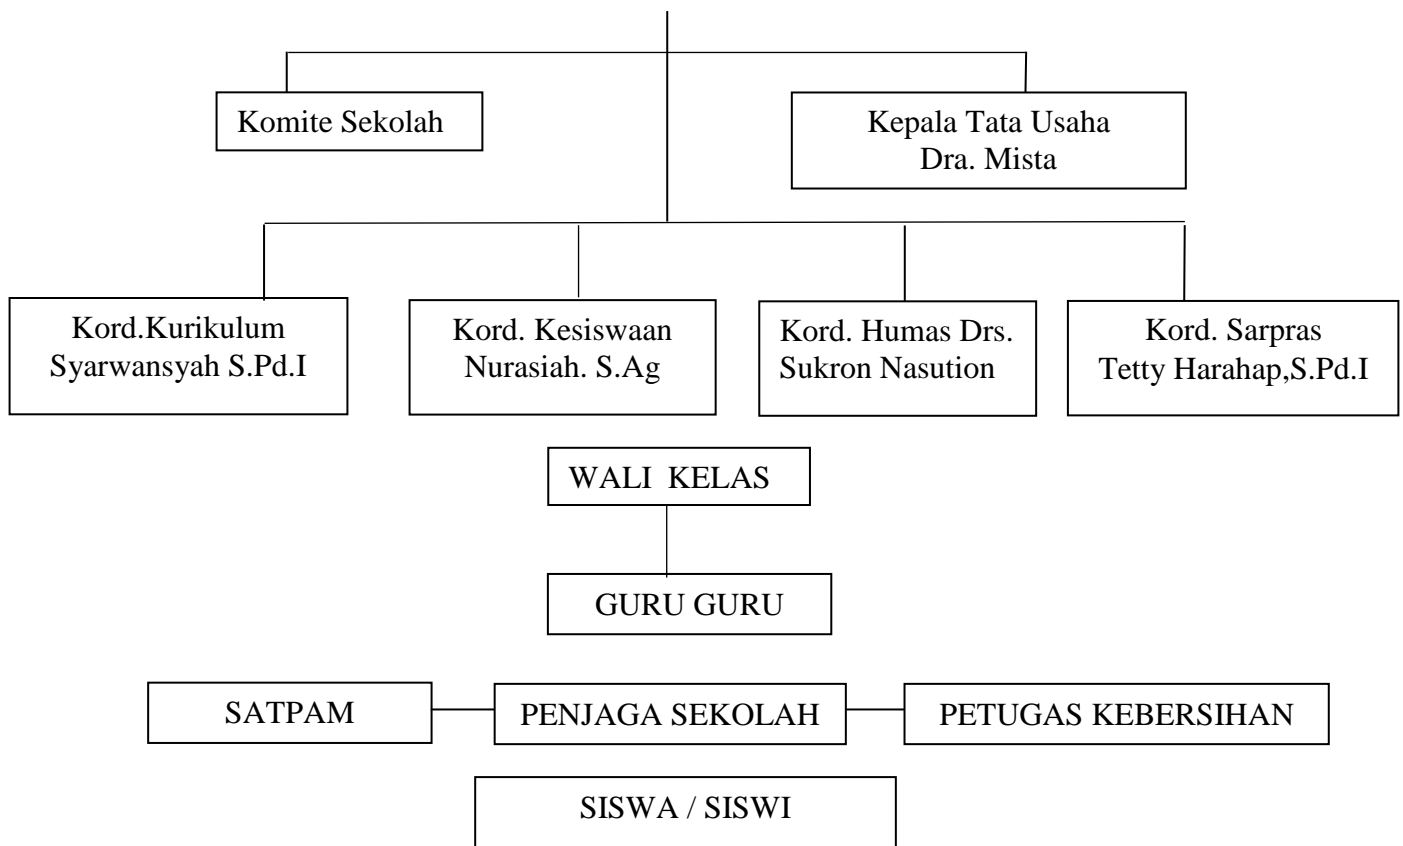 Komite Sekolah
Kepala Tata Usaha
Dra. Mista
Kord.Kurikulum
Syarwansyah S.Pd.I
Kord. Kesiswaan
Nurasiah. S.Ag
Kord. Humas Drs.
Sukron Nasution
Kord. Sarpras
Tetty Harahap,S.Pd.I
WALI KELAS
GURU GURU
SATPAM
PENJAGA SEKOLAH
PETUGAS KEBERSIHAN
SISWA / SISWI